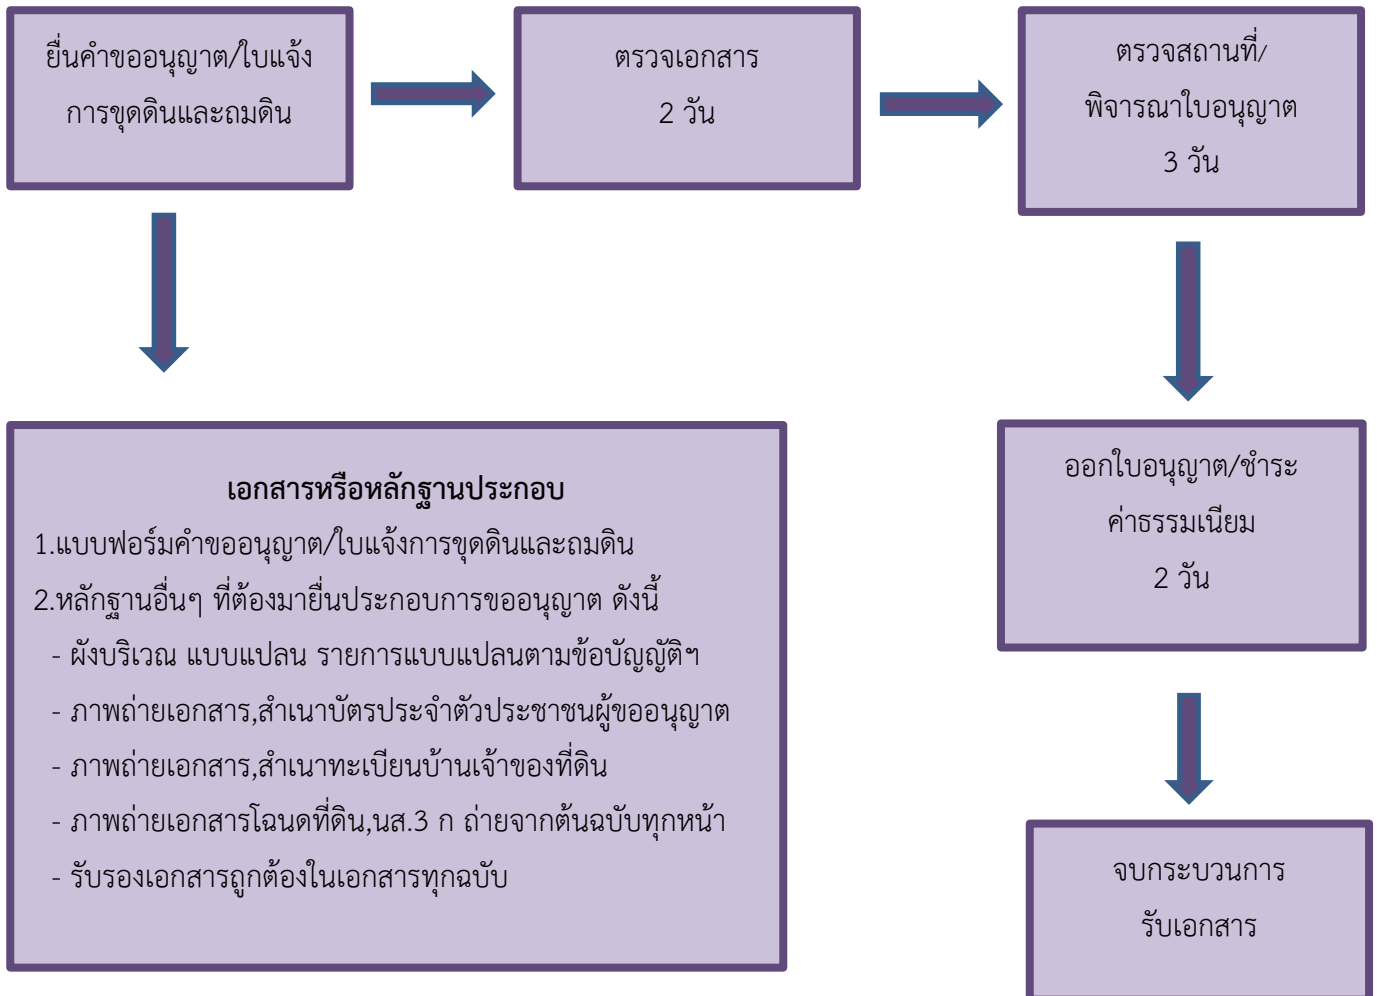 ยื่นคำขออนุญาต/ใบแจ้ง
การขุดดินและถมดิน
ตรวจเอกสาร
2 วัน
ตรวจสถานที่/
พิจารณาใบอนุญาต
3 วัน
เอกสารหรือหลักฐานประกอบ
1.แบบฟอร์มคำขออนุญาต/ใบแจ้งการขุดดินและถมดิน
2.หลักฐานอื่นๆ ที่ต้องมายื่นประกอบการขออนุญาต ดังนี้
- ผังบริเวณ แบบแปลน รายการแบบแปลนตามข้อบัญญัติฯ
- ภาพถ่ายเอกสาร,สำเนาบัตรประจำตัวประชาชนผู้ขออนุญาต
- ภาพถ่ายเอกสาร,สำเนาทะเบียนบ้านเจ้าของที่ดิน
- ภาพถ่ายเอกสารโฉนดที่ดิน,นส.3 ก ถ่ายจากต้นฉบับทุกหน้า
- รับรองเอกสารถูกต้องในเอกสารทุกฉบับ
ออกใบอนุญาต/ชำระ
ค่าธรรมเนียม
2 วัน
จบกระบวนการ
รับเอกสาร